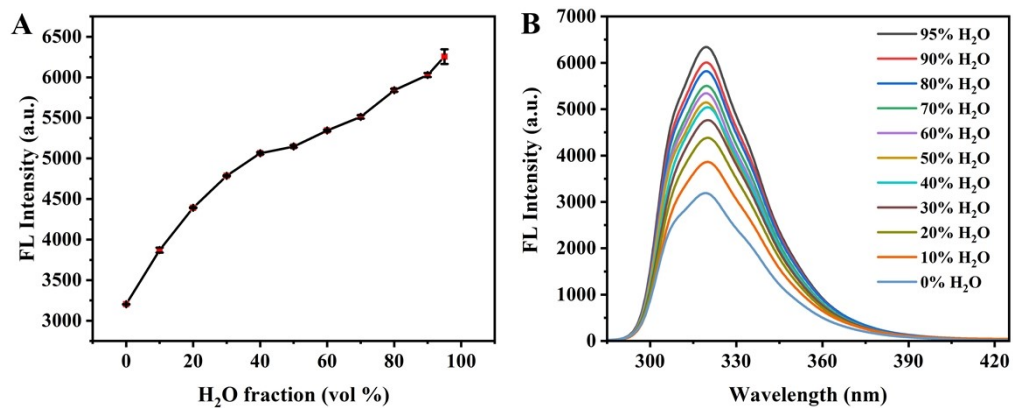 A
FL Intensity (a.u.)
6500
6000
5500
5000
4500
4000
3500
3000
0 20 40 60 80 100
H₂O fraction (vol %)
B
FL Intensity (a.u.)
7000
6000
5000
4000
3000
2000
1000
0
300 330 360 390 420
Wavelength (nm)
95% H₂O
90% H₂O
80% H₂O
70% H₂O
60% H₂O
50% H₂O
40% H₂O
30% H₂O
20% H₂O
10% H₂O
0% H₂O